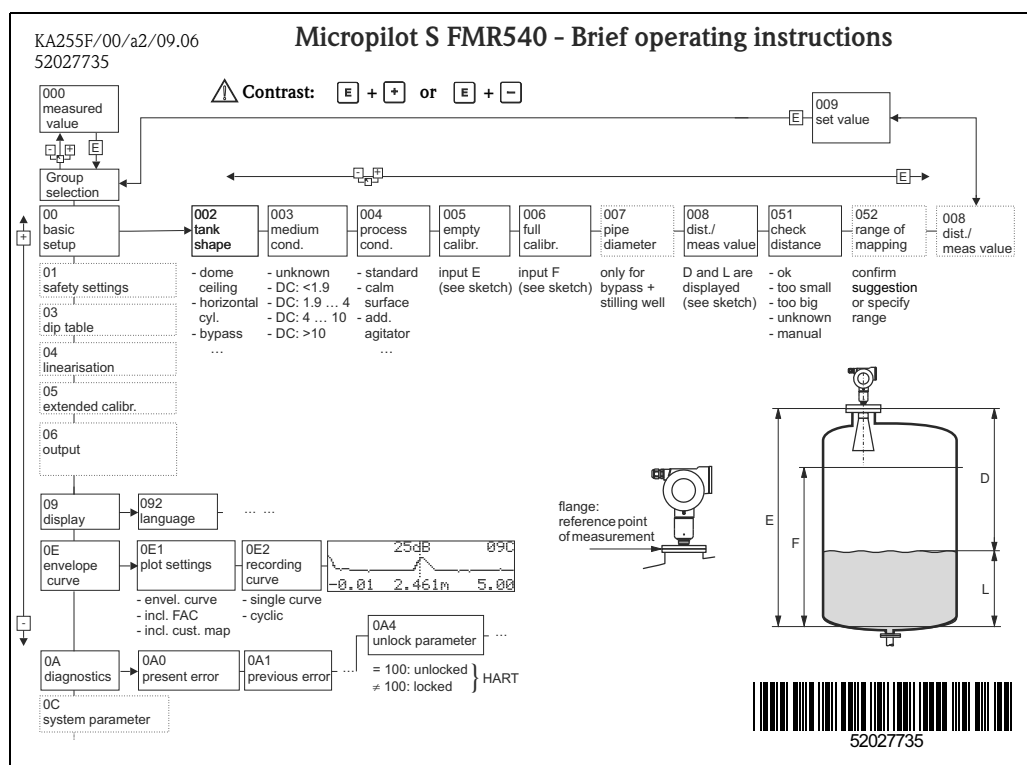 KA255F/00/a2/09.06
52027735
Micropilot S FMR540 - Brief operating instructions
Contrast: E + + or E + −
000
measured
value
009
set value
- +
E
E
Group
selection
- +
E
00
basic
setup
002
tank
shape
003
medium
cond.
004
process
cond.
005
empty
calibr.
006
full
calibr.
007
pipe
diameter
008
dist./
meas value
051
check
distance
052
range of
mapping
008
dist./
meas value
+
- dome
ceiling
- horizontal
cyl.
- bypass
...
- unknown
- DC: <1.9
- DC: 1.9 ... 4
- DC: 4 ... 10
- DC: >10
- standard
- calm
surface
- add.
agitator
...
input E
(see sketch)
input F
(see sketch)
only for
bypass +
stilling well
D and L are
displayed
(see sketch)
- ok
- too small
- too big
- unknown
- manual
confirm
suggestion
or specify
range
01
safety settings
03
dip table
04
linearisation
05
extended calibr.
06
output
flange:
reference point
of measurement
E
F
D
L
09
display
092
language
... ...
0E
envelope
curve
0E1
plot settings
0E2
recording
curve
25dB 09C
-0.01 2.461m 5.00
- envel. curve
- incl. FAC
- incl. cust. map
- single curve
- cyclic
-
0A
diagnostics
0A0
present error
0A1
previous error
...
0A4
unlock parameter
...
= 100: unlocked
≠ 100: locked
HART
0C
system parameter
52027735